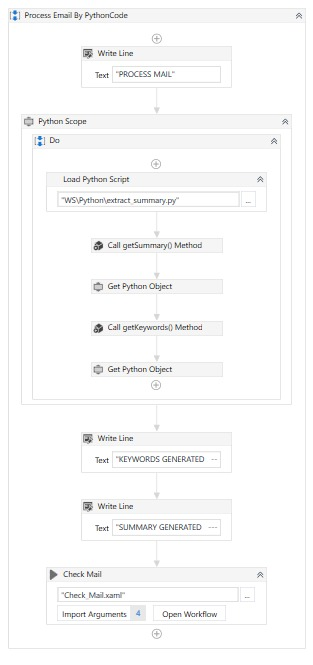 Process Email By PythonCode
Write Line
Text "PROCESS MAIL"
Python Scope
Do
Load Python Script
"WS\Python\extract_summary.py" ...
Call getSummary() Method
Get Python Object
Call getKeywords() Method
Get Python Object
Write Line
Text "KEYWORDS GENERATED ---
Write Line
Text "SUMMARY GENERATED ---
Check Mail
"Check_Mail.xaml" ...
Import Arguments 4 Open Workflow